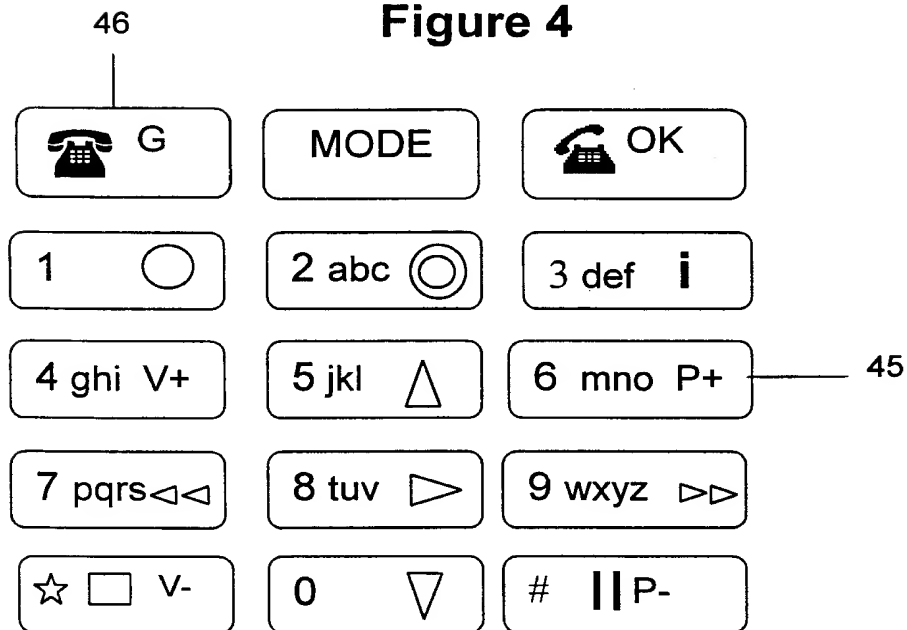 46
Figure 4
G
MODE
OK
1
2 abc
3 def i
4 ghi V+
5 jkl
6 mno P+
45
7 pqrs
8 tuv
9 wxyz
V-
0
# P-